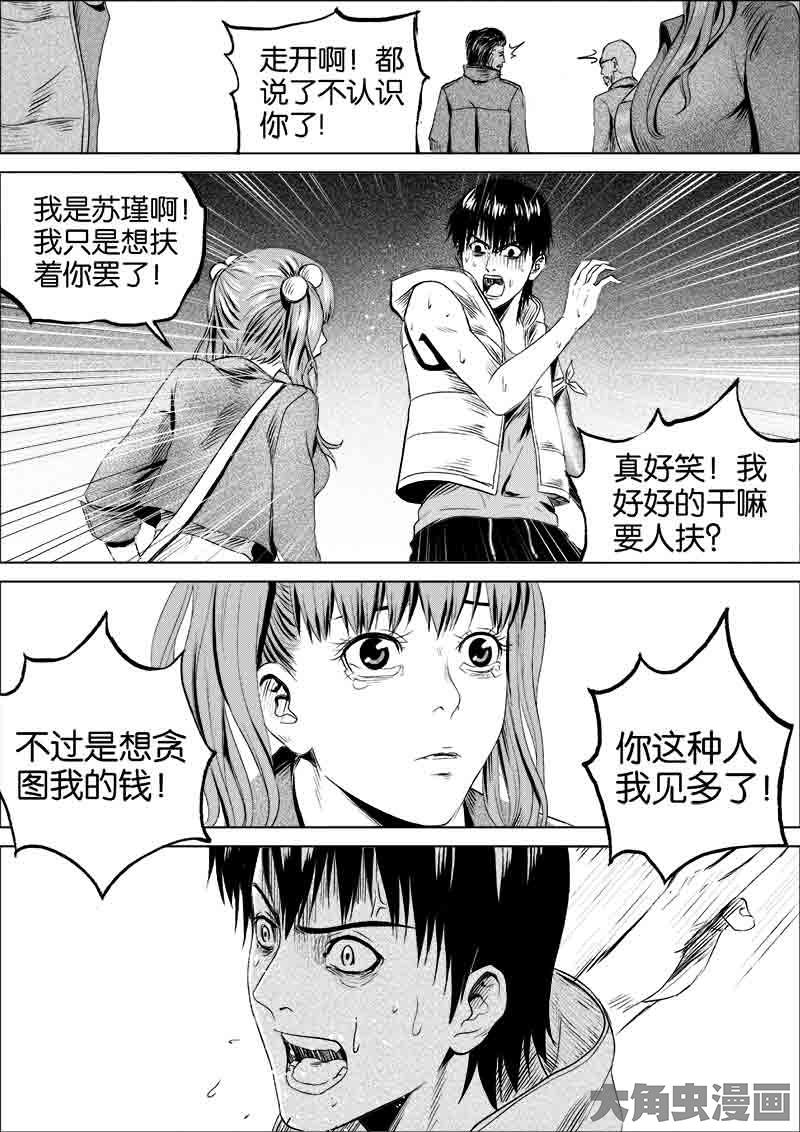 走开啊！都
说了不认识
你了！
我是苏瑾啊！
我只是想扶
着你罢了！
真好笑！我
好好的干嘛
要人扶？
你这种人
我见多了！
不过是想贪
图我的钱！
大角虫漫画